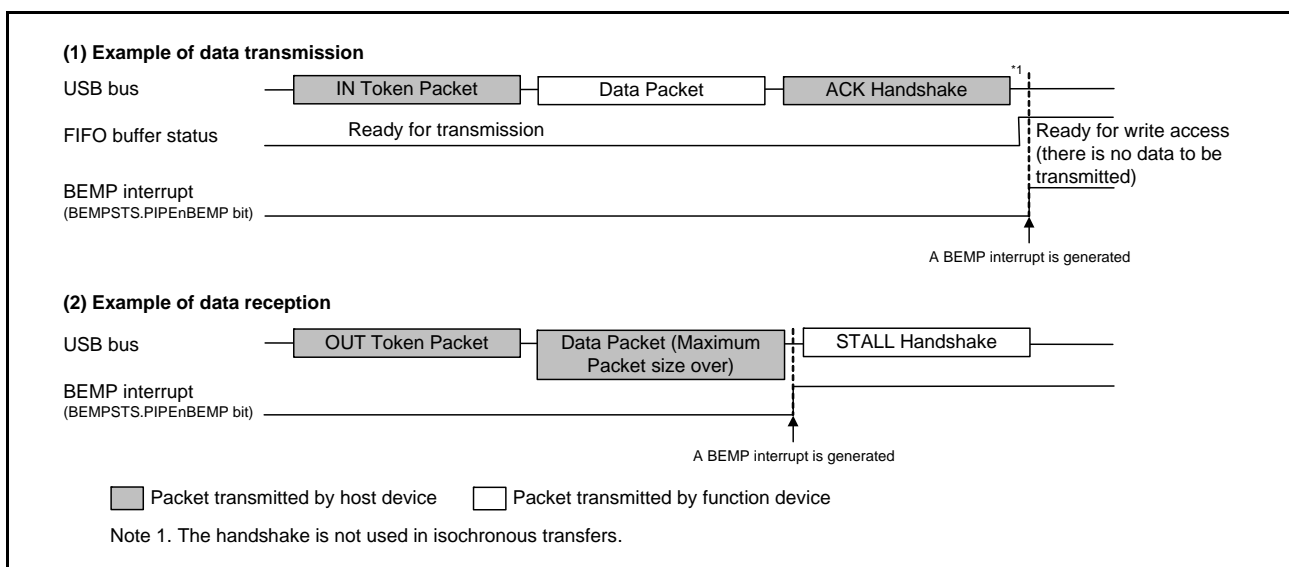 (1) Example of data transmission
USB bus
IN Token Packet
Data Packet
ACK Handshake
*1
FIFO buffer status
Ready for transmission
Ready for write access
(there is no data to be
transmitted)
BEMP interrupt
(BEMPSTS.PIPEnBEMP bit)
A BEMP interrupt is generated
(2) Example of data reception
USB bus
OUT Token Packet
Data Packet (Maximum
Packet size over)
STALL Handshake
BEMP interrupt
(BEMPSTS.PIPEnBEMP bit)
A BEMP interrupt is generated
Packet transmitted by host device
Packet transmitted by function device
Note 1. The handshake is not used in isochronous transfers.